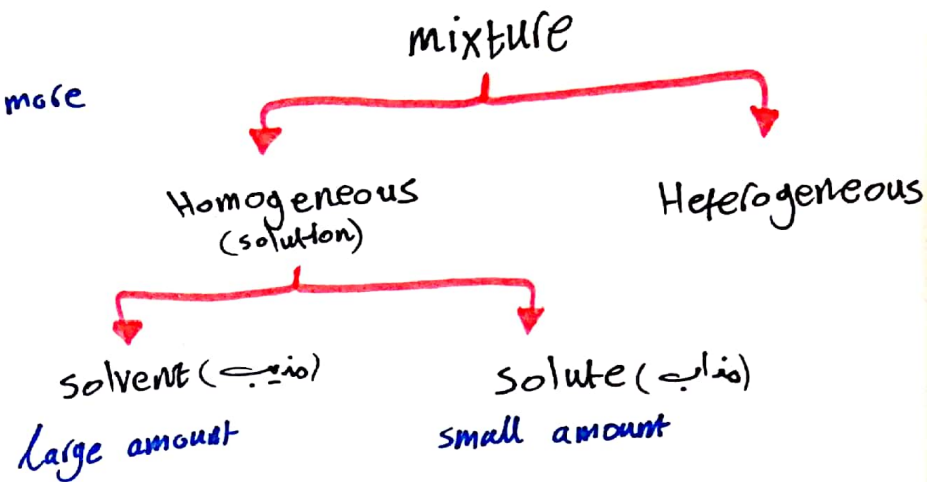 mixture
more
Homogeneous
(solution)
Heterogeneous
solvent (مذيب)
large amount
solute (مذاب)
small amount